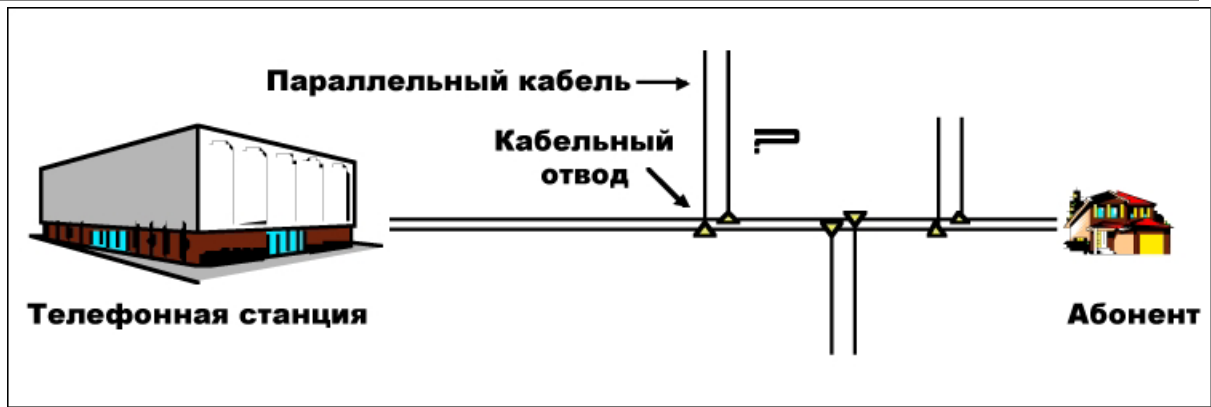 Параллельный кабель
Кабельный
отвод
Телефонная станция
Абонент